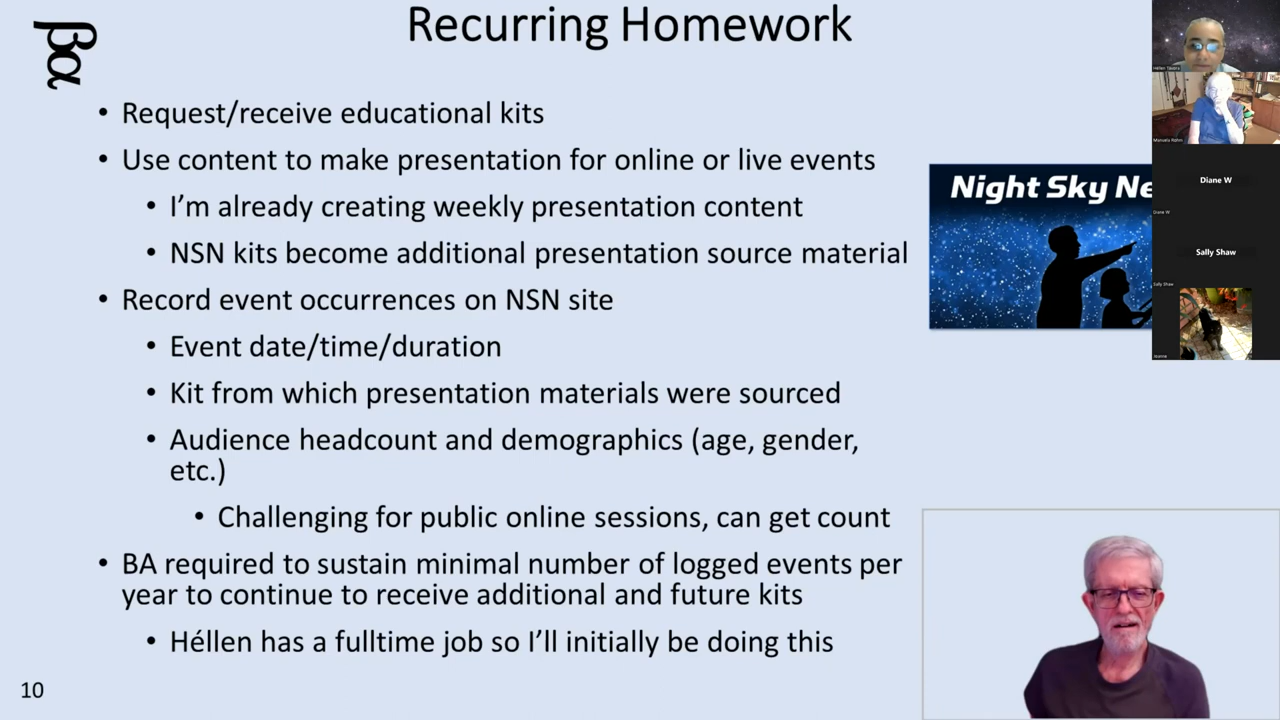 βα
Recurring Homework
• Request/receive educational kits
• Use content to make presentation for online or live events
• I’m already creating weekly presentation content
• NSN kits become additional presentation source material
• Record event occurrences on NSN site
• Event date/time/duration
• Kit from which presentation materials were sourced
• Audience headcount and demographics (age, gender,
etc.)
• Challenging for public online sessions, can get count
• BA required to sustain minimal number of logged events per
year to continue to receive additional and future kits
• Héllen has a fulltime job so I’ll initially be doing this
10
Night Sky Ne
Diane W
Diane W
Sally Shaw
Sally Shaw